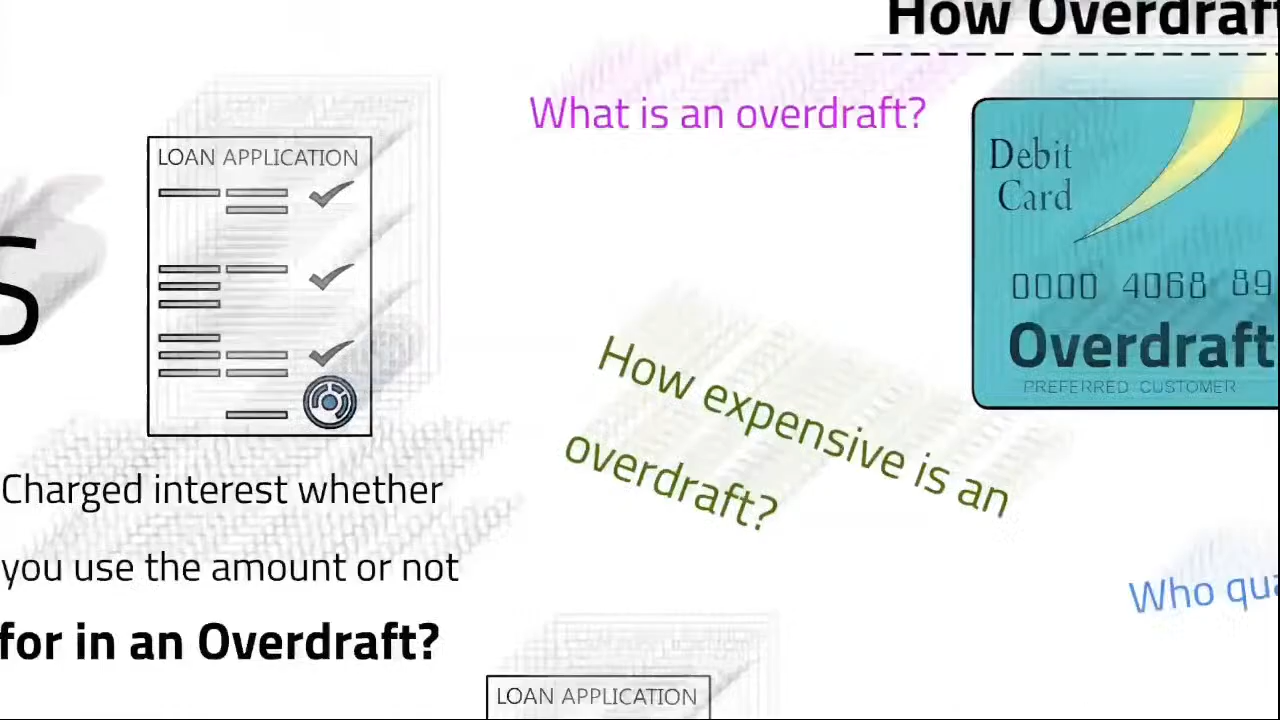 How Overdraft
What is an overdraft?
LOAN APPLICATION
Debit
Card
S
0000 4068 89
Overdraft
PREFERRED CUSTOMER
How expensive is an
overdraft?
Charged interest whether
you use the amount or not
Who qua
for in an Overdraft?
LOAN APPLICATION